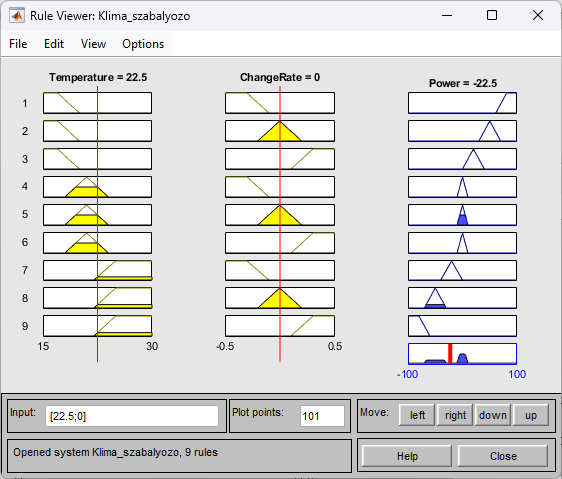 Rule Viewer: Klima_szabalyozo
File Edit View Options
Temperature = 22.5 ChangeRate = 0 Power = -22.5
1
2
3
4
5
6
7
8
9
15 30 -0.5 0.5
-100 100
Input: [22.5;0] Plot points: 101 Move: left right down up
Opened system Klima_szabalyozo, 9 rules Help Close